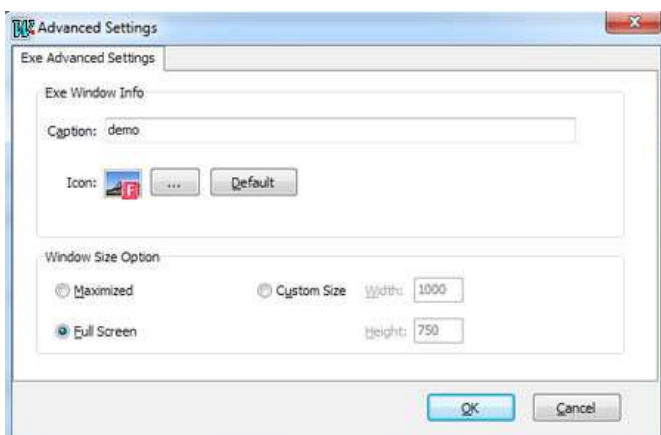 Advanced Settings
Exe Advanced Settings
Exe Window Info
Caption: demo
Icon: F ... Default
Window Size Option
Maximized Custom Size Width: 1000
Full Screen Height: 750
OK Cancel